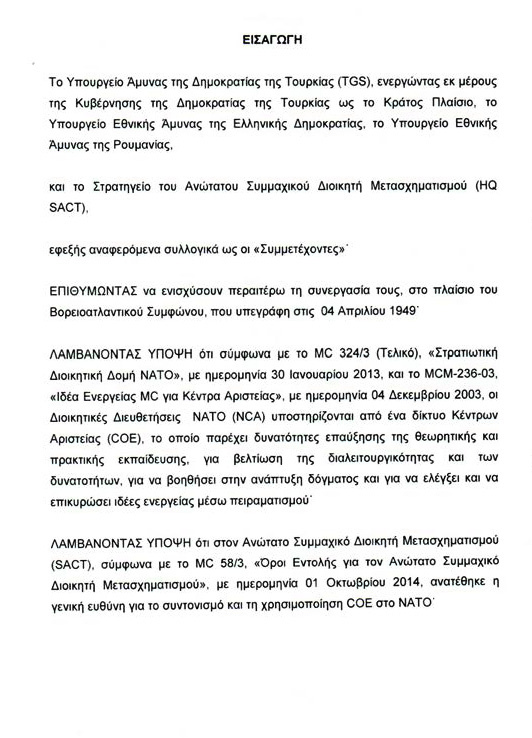 ΕΙΣΑΓΩΓΗ
Το Υπουργείο Άμυνας της Δημοκρατίας της Τουρκίας (TGS), ενεργώντας εκ μέρους
της Κυβέρνησης της Δημοκρατίας της Τουρκίας ως το Κράτος Πλαίσιο, το
Υπουργείο Εθνικής Άμυνας της Ελληνικής Δημοκρατίας, το Υπουργείο Εθνικής
Άμυνας της Ρουμανίας,
και το Στρατηγείο του Ανώτατου Συμμαχικού Διοικητή Μετασχηματισμού (HQ
SACT),
εφεξής αναφερόμενα συλλογικά ως οι «Συμμετέχοντες»˙
ΕΠΙΘΥΜΩΝΤΑΣ να ενισχύσουν περαιτέρω τη συνεργασία τους, στο πλαίσιο του
Βορειοατλαντικού Συμφώνου, που υπεγράφη στις 04 Απριλίου 1949˙
ΛΑΜΒΑΝΟΝΤΑΣ ΥΠΟΨΗ ότι σύμφωνα με το MC 324/3 (Τελικό), «Στρατιωτική
Διοικητική Δομή ΝΑΤΟ», με ημερομηνία 30 Ιανουαρίου 2013, και το MCM-236-03,
«Ιδέα Ενεργείας MC για Κέντρα Αριστείας», με ημερομηνία 04 Δεκεμβρίου 2003, οι
Διοικητικές Διευθετήσεις ΝΑΤΟ (NCA) υποστηρίζονται από ένα δίκτυο Κέντρων
Αριστείας (COE), το οποίο παρέχει δυνατότητες επαύξησης της θεωρητικής και
πρακτικής εκπαίδευσης, για βελτίωση της διαλειτουργικότητας και των
δυνατοτήτων, για να βοηθήσει στην ανάπτυξη δόγματος και για να ελέγξει και να
επικυρώσει ιδέες ενεργείας μέσω πειραματισμού˙
ΛΑΜΒΑΝΟΝΤΑΣ ΥΠΟΨΗ ότι στον Ανώτατο Συμμαχικό Διοικητή Μετασχηματισμού
(SACT), σύμφωνα με το MC 58/3, «Όροι Εντολής για τον Ανώτατο Συμμαχικό
Διοικητή Μετασχηματισμού», με ημερομηνία 01 Οκτωβρίου 2014, ανατέθηκε η
γενική ευθύνη για το συντονισμό και τη χρησιμοποίηση COE στο ΝΑΤΟ˙